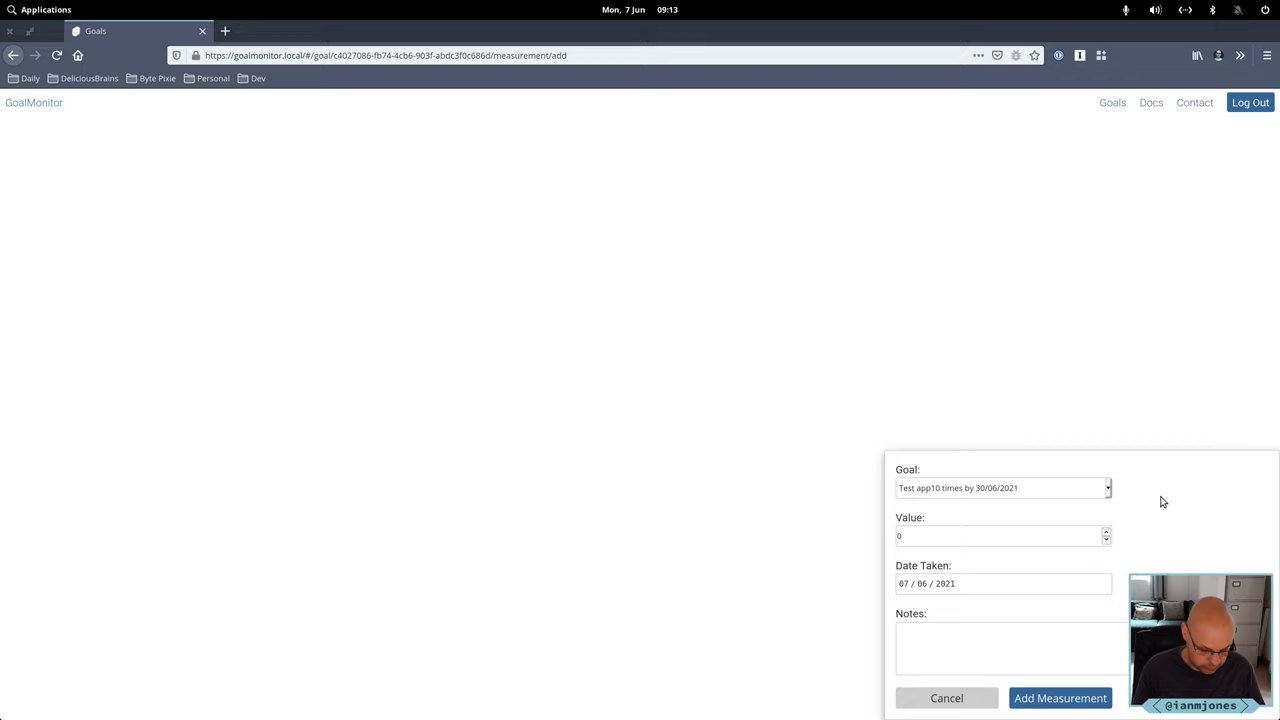 Applications
Mon, 7 Jun 09:13
Goals
https://goalmonitor.local/#/goal/c4027086-fb74-4cb6-903f-abdc3f0c686d/measurement/add
Daily DeliciousBrains Byte Pixie Personal Dev
GoalMonitor Goals Docs Contact Log Out
Goal:
Test app10 times by 30/06/2021
Value:
0
Date Taken:
07 / 06 / 2021
Notes:
Cancel Add Measurement
@ianmjones